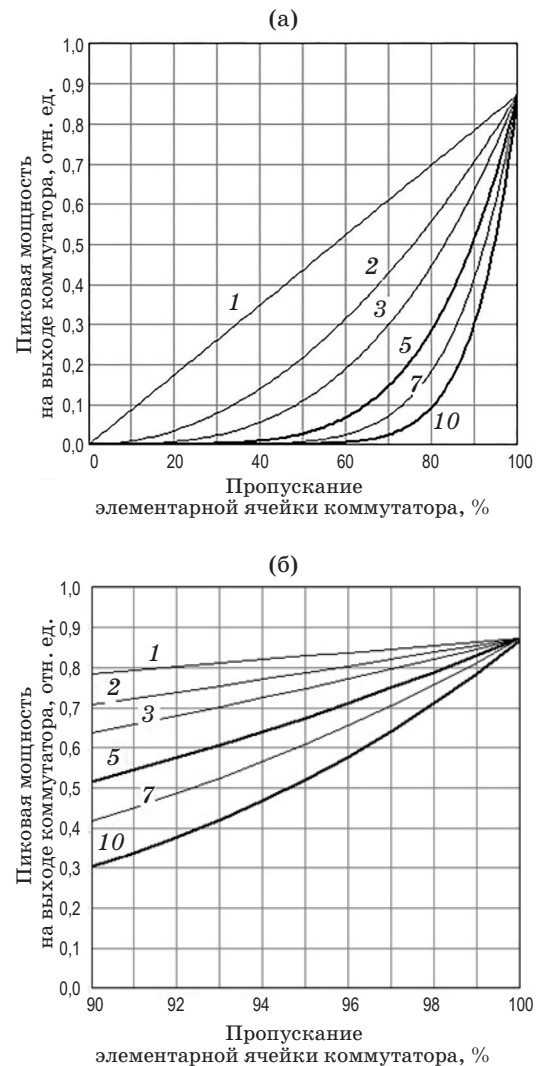 (а)
Пиковая мощность
на выходе коммутатора, отн. ед.
1,0
0,9
0,8
0,7
0,6
0,5
0,4
0,3
0,2
0,1
0,0
1
2
3
5
7
10
0 20 40 60 80 100
Пропускание
элементарной ячейки коммутатора, %
(б)
Пиковая мощность
на выходе коммутатора, отн. ед.
1,0
0,9
0,8
0,7
0,6
0,5
0,4
0,3
0,2
0,1
0,0
1
2
3
5
7
10
90 92 94 96 98 100
Пропускание
элементарной ячейки коммутатора, %